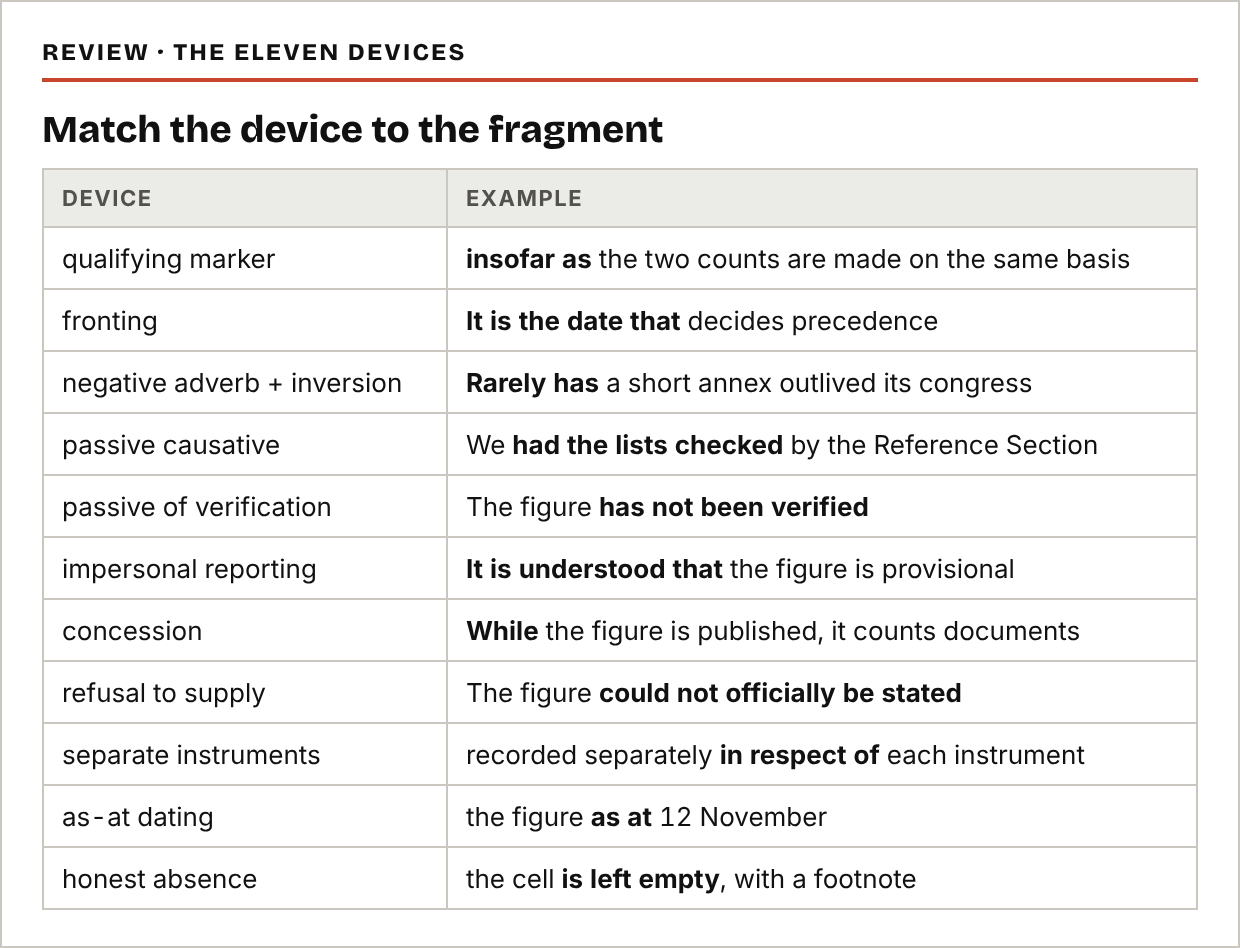 REVIEW · THE ELEVEN DEVICES
Match the device to the fragment
DEVICE EXAMPLE
qualifying marker insofar as the two counts are made on the same basis
fronting It is the date that decides precedence
negative adverb + inversion Rarely has a short annex outlived its congress
passive causative We had the lists checked by the Reference Section
passive of verification The figure has not been verified
impersonal reporting It is understood that the figure is provisional
concession While the figure is published, it counts documents
refusal to supply The figure could not officially be stated
separate instruments recorded separately in respect of each instrument
as-at dating the figure as at 12 November
honest absence the cell is left empty, with a footnote